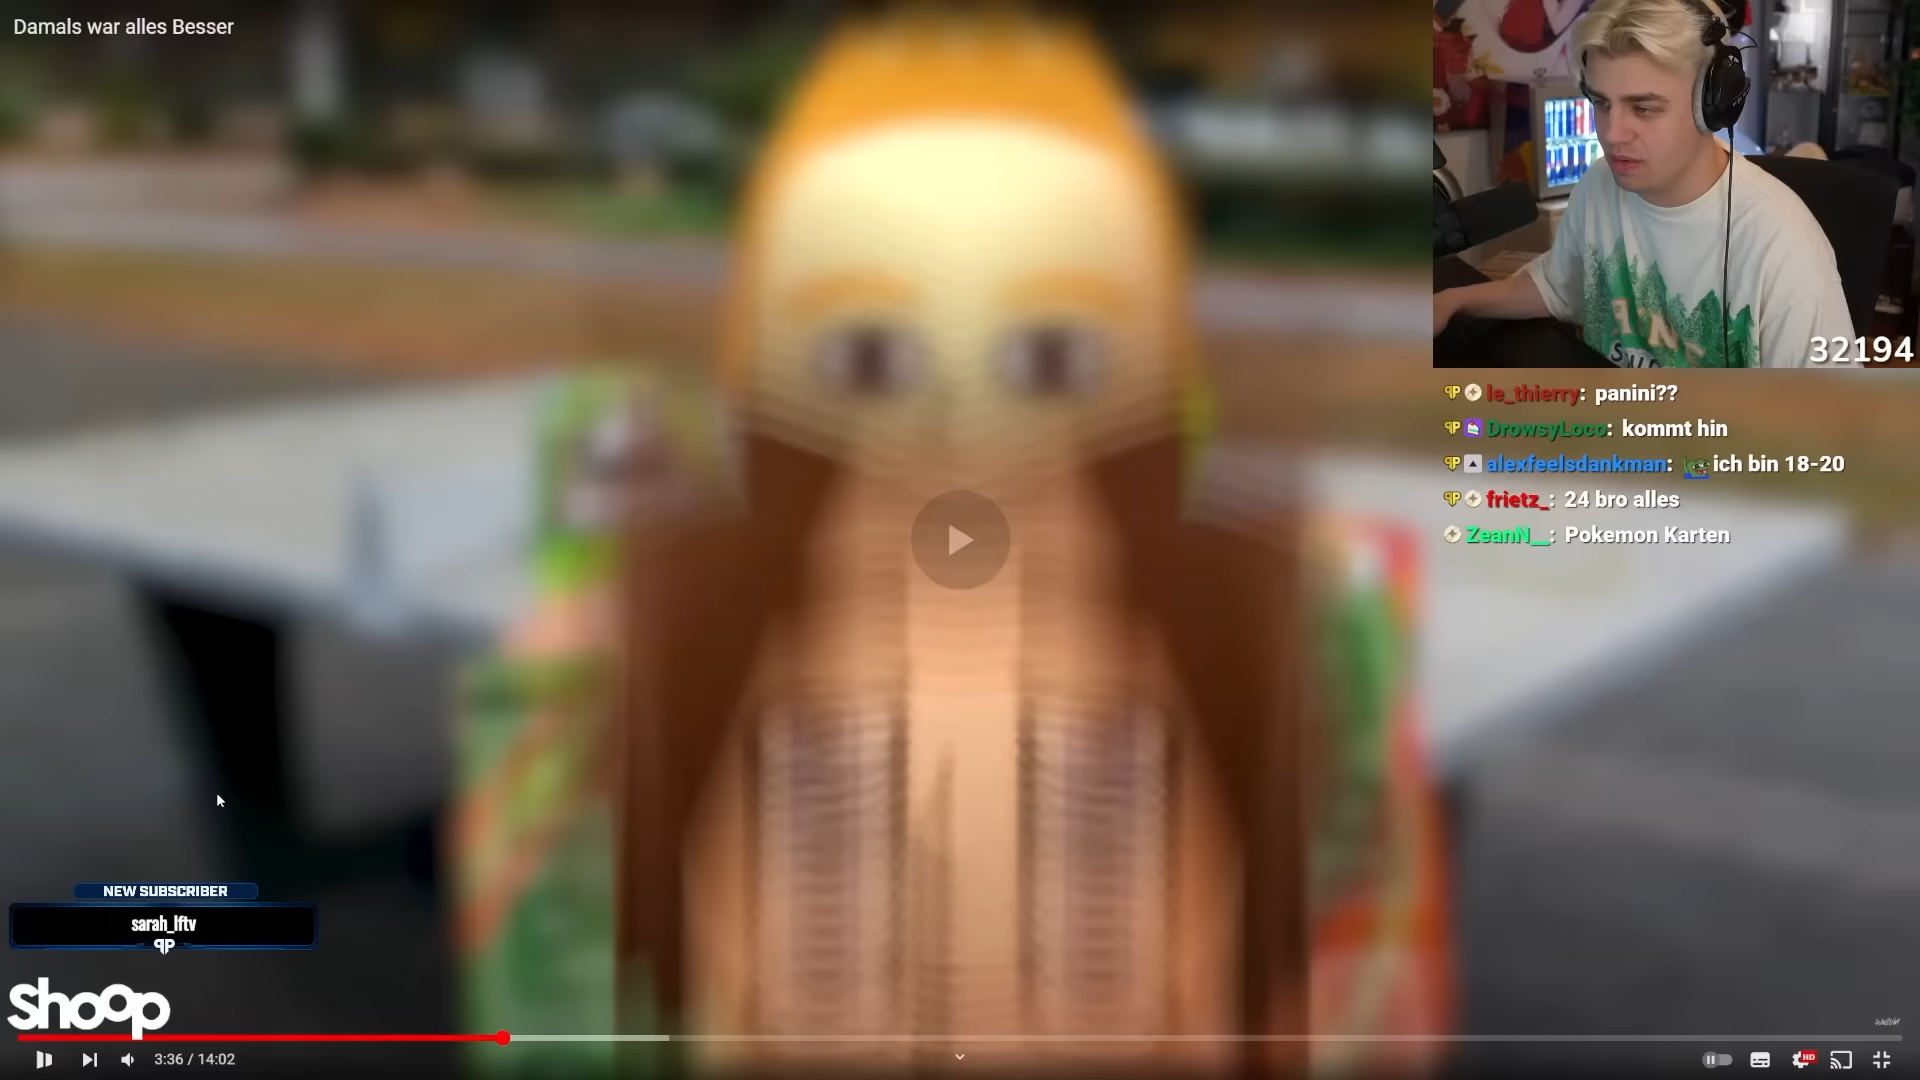 Damals war alles Besser
32194
le_thierry: panini??
DrowsyLoco: kommt hin
alexfeelsdankman: ich bin 18-20
frietz_: 24 bro alles
ZeanN__: Pokemon Karten
NEW SUBSCRIBER
sarah_lftv
Shoop
3:36 / 14:02
HD